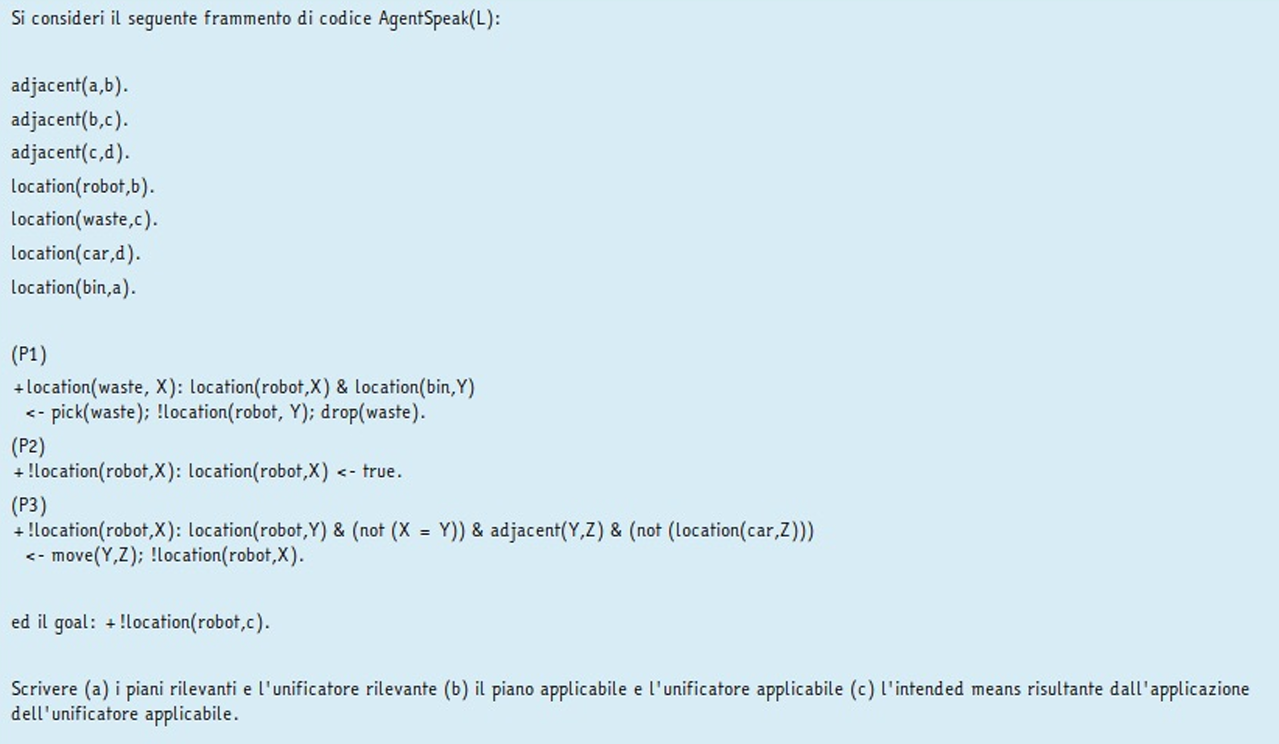 Si consideri il seguente frammento di codice AgentSpeak(L):
adjacent(a,b).
adjacent(b,c).
adjacent(c,d).
location(robot,b).
location(waste,c).
location(car,d).
location(bin,a).
(P1)
+location(waste, X): location(robot,X) & location(bin,Y)
<- pick(waste); !location(robot, Y); drop(waste).
(P2)
+!location(robot,X): location(robot,X) <- true.
(P3)
+!location(robot,X): location(robot,Y) & (not (X = Y)) & adjacent(Y,Z) & (not (location(car,Z)))
<- move(Y,Z); !location(robot,X).
ed il goal: +!location(robot,c).
Scrivere (a) i piani rilevanti e l'unificatore rilevante (b) il piano applicabile e l'unificatore applicabile (c) l'intended means risultante dall'applicazione
dell'unificatore applicabile.